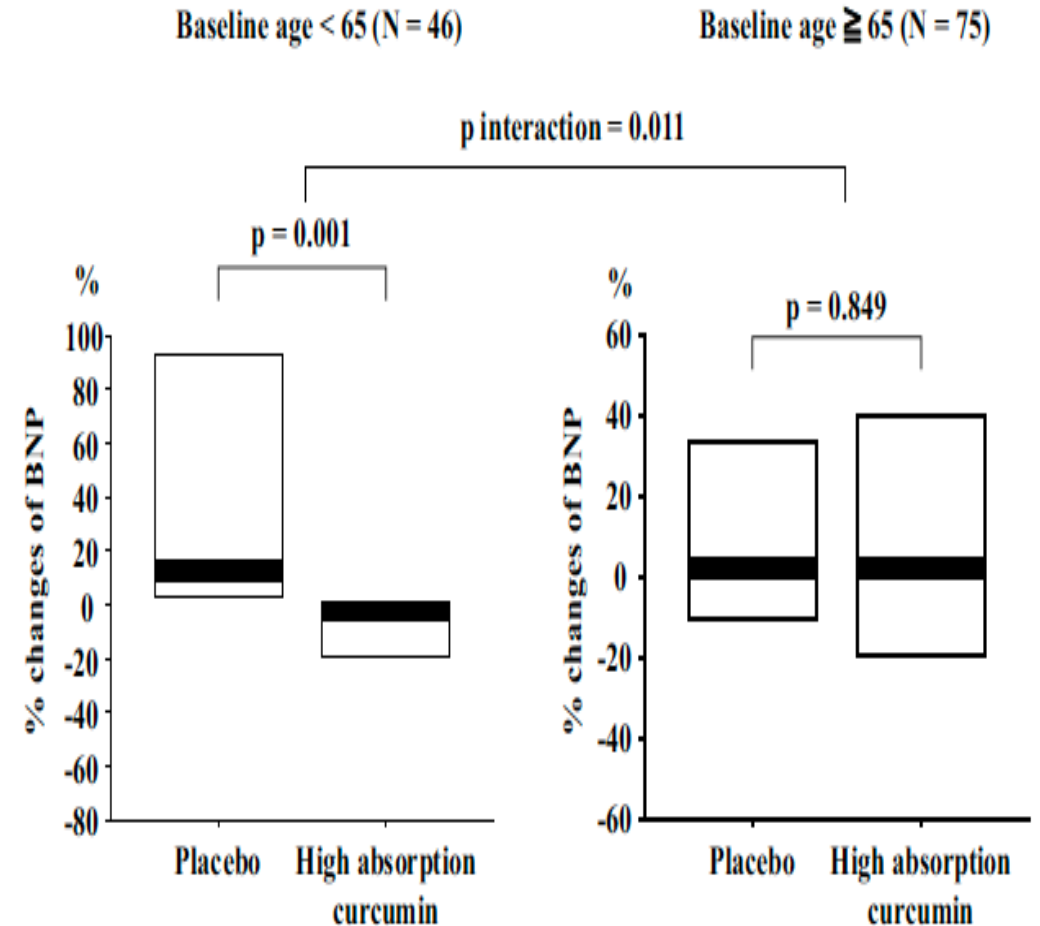 Baseline age < 65 (N = 46)
Baseline age ≧ 65 (N = 75)
p interaction = 0.011
p = 0.001
%
100
80
60
40
20
0
-20
-40
-60
-80
% changes of BNP
Placebo
High absorption
curcumin
p = 0.849
%
60
40
20
0
-20
-40
-60
% changes of BNP
Placebo
High absorption
curcumin